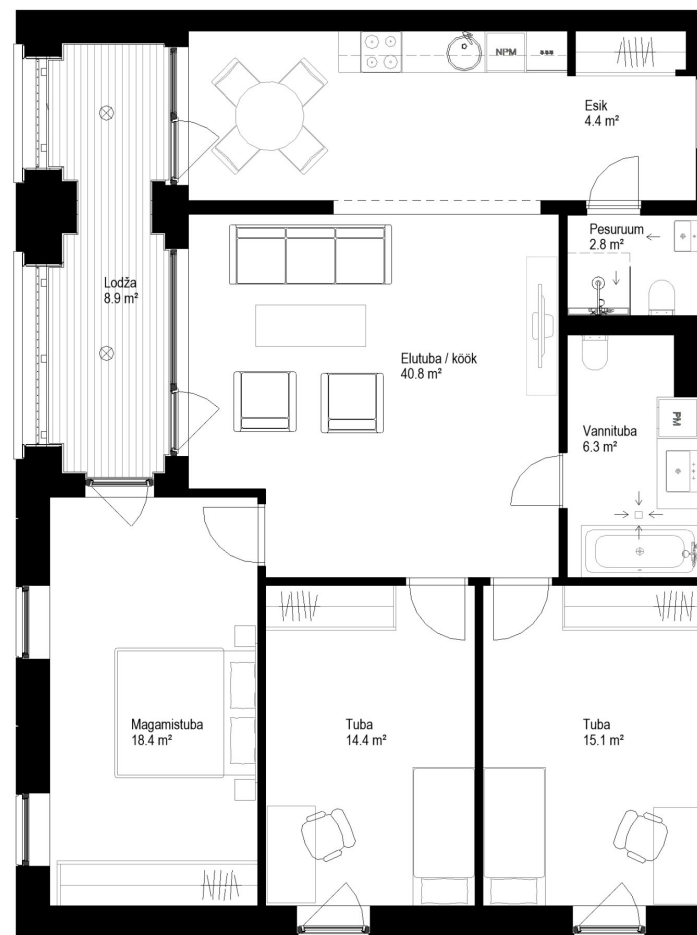 NPM
Esik
4.4 m²
Pesuruum
2.8 m²
Lodža
8.9 m²
Elutuba / köök
40.8 m²
PM
Vannituba
6.3 m²
Magamistuba
18.4 m²
Tuba
14.4 m²
Tuba
15.1 m²